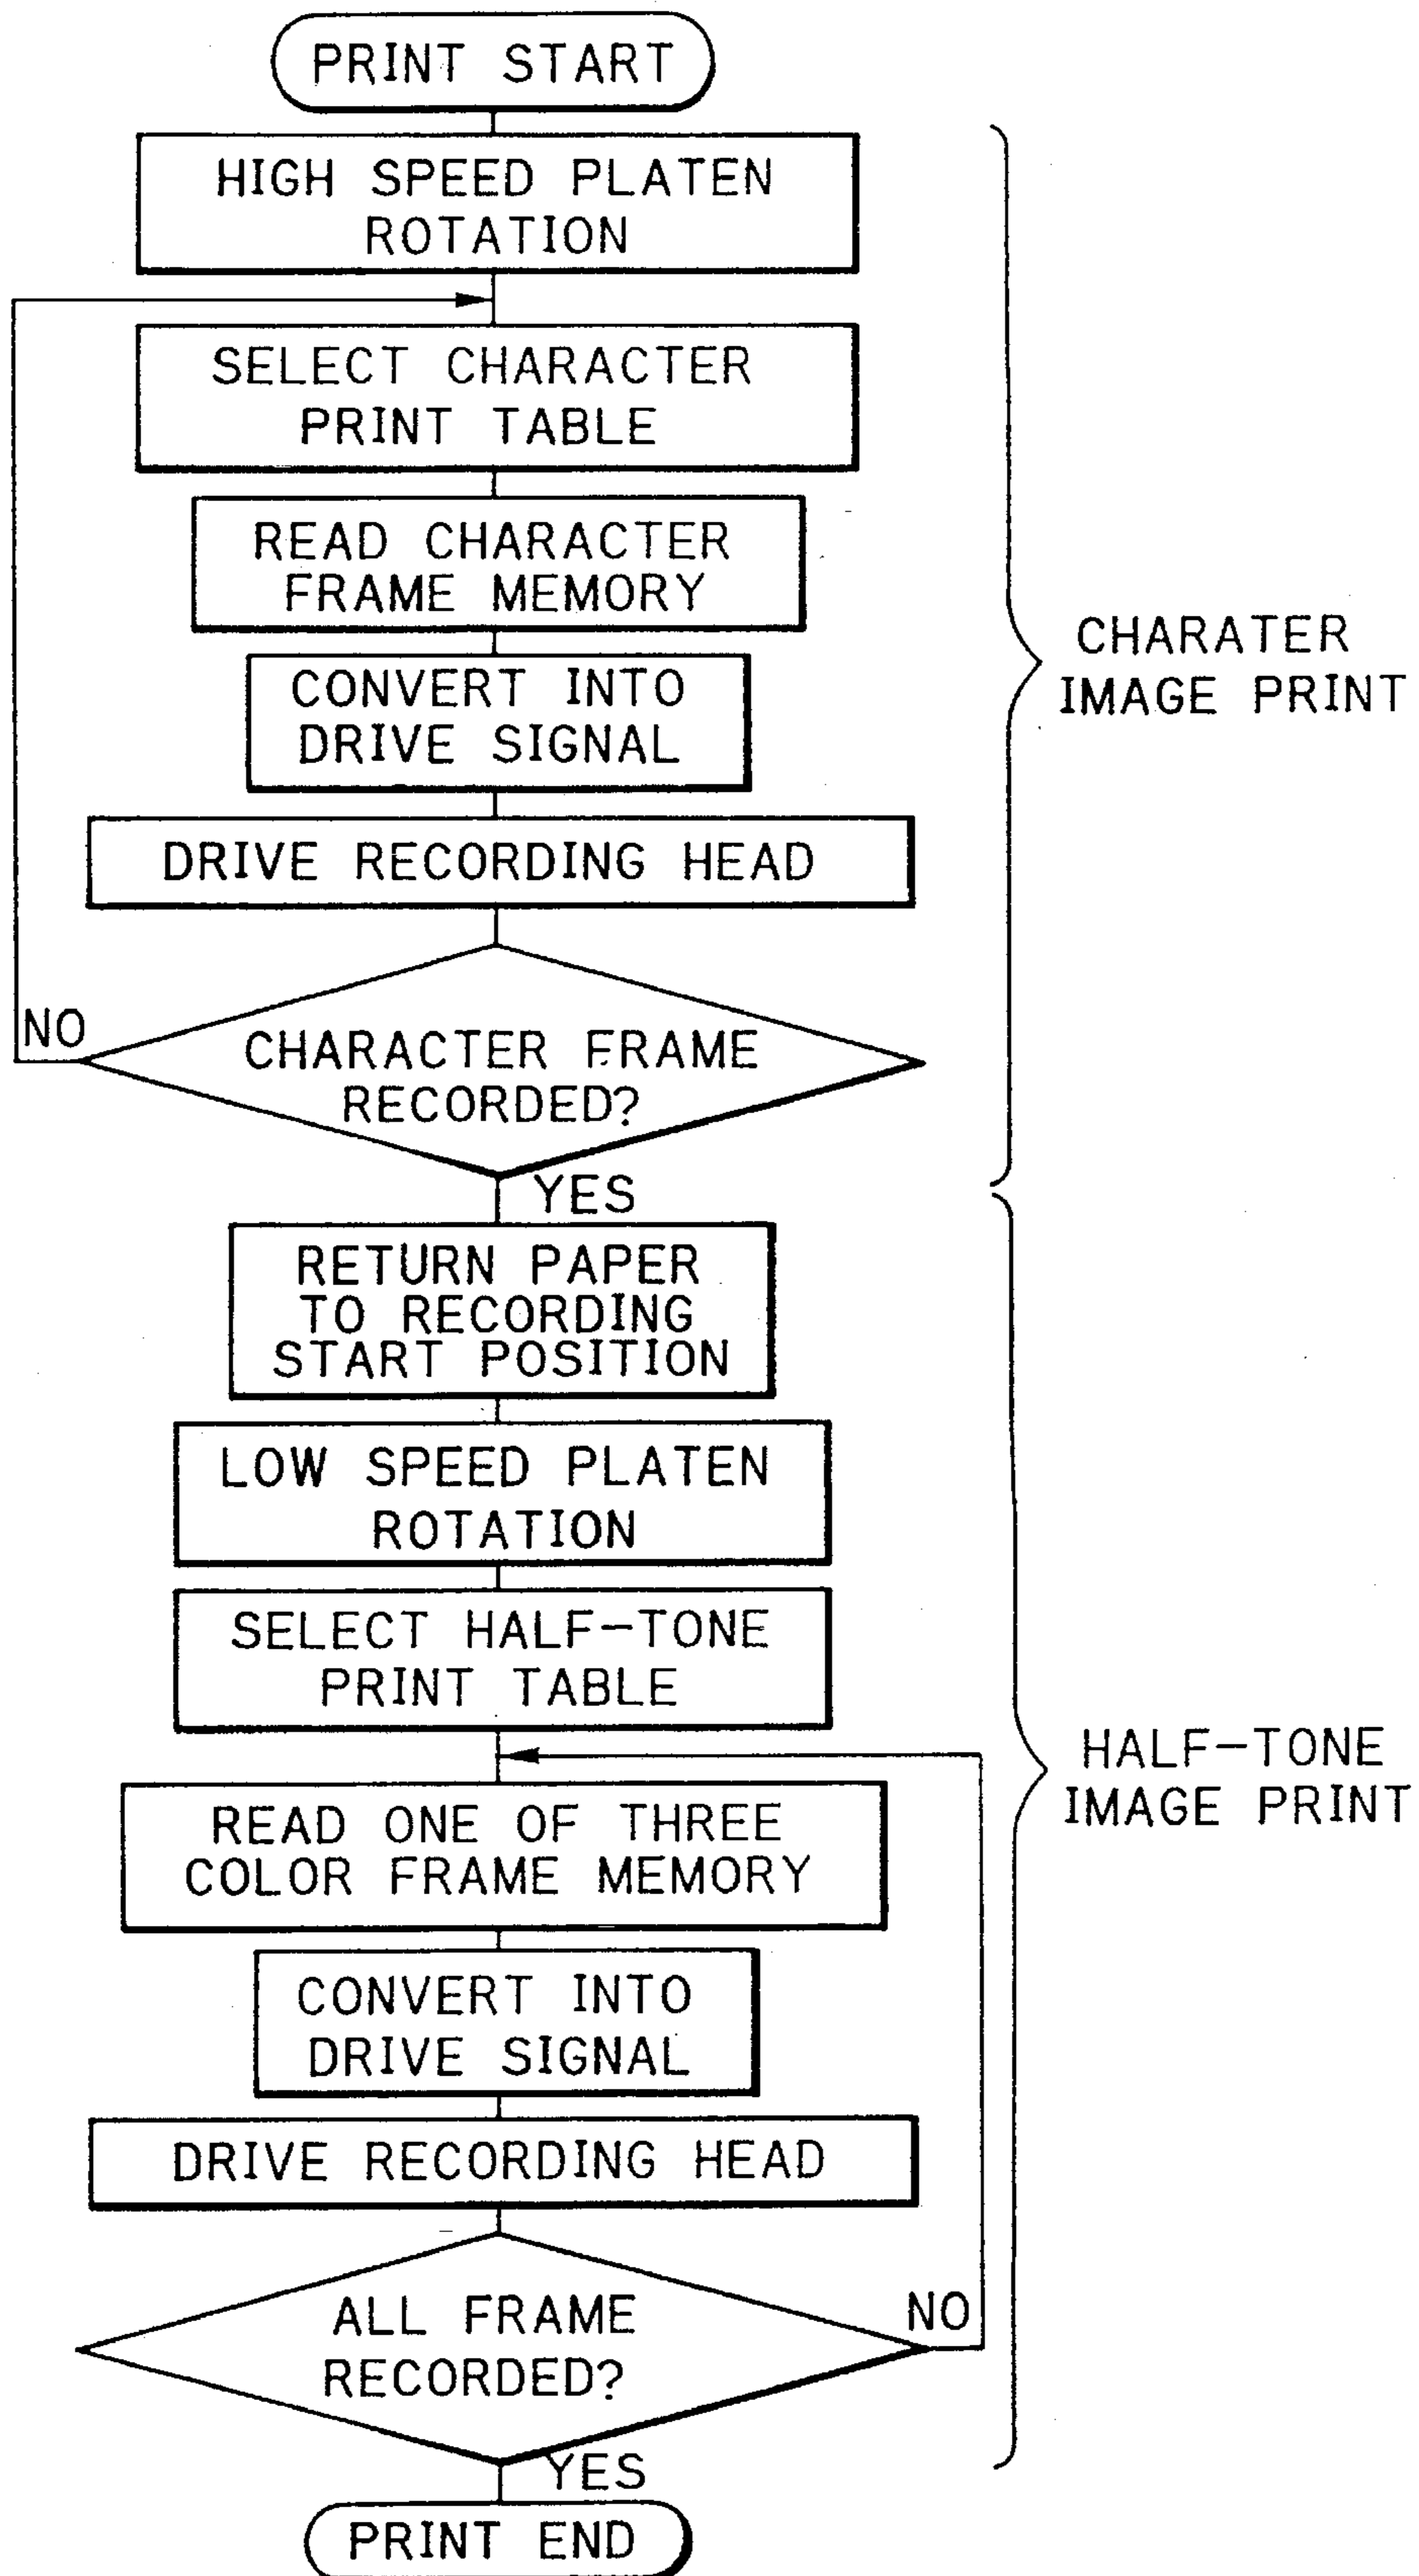 PRINT START
HIGH SPEED PLATEN
ROTATION
SELECT CHARACTER
PRINT TABLE
READ CHARACTER
FRAME MEMORY
CONVERT INTO
DRIVE SIGNAL
CHARATER
IMAGE PRINT
DRIVE RECORDING HEAD
NO
CHARACTER FRAME
RECORDED?
YES
RETURN PAPER
TO RECORDING
START POSITION
LOW SPEED PLATEN
ROTATION
SELECT HALF-TONE
PRINT TABLE
HALF-TONE
IMAGE PRINT
READ ONE OF THREE
COLOR FRAME MEMORY
CONVERT INTO
DRIVE SIGNAL
DRIVE RECORDING HEAD
NO
ALL FRAME
RECORDED?
YES
PRINT END